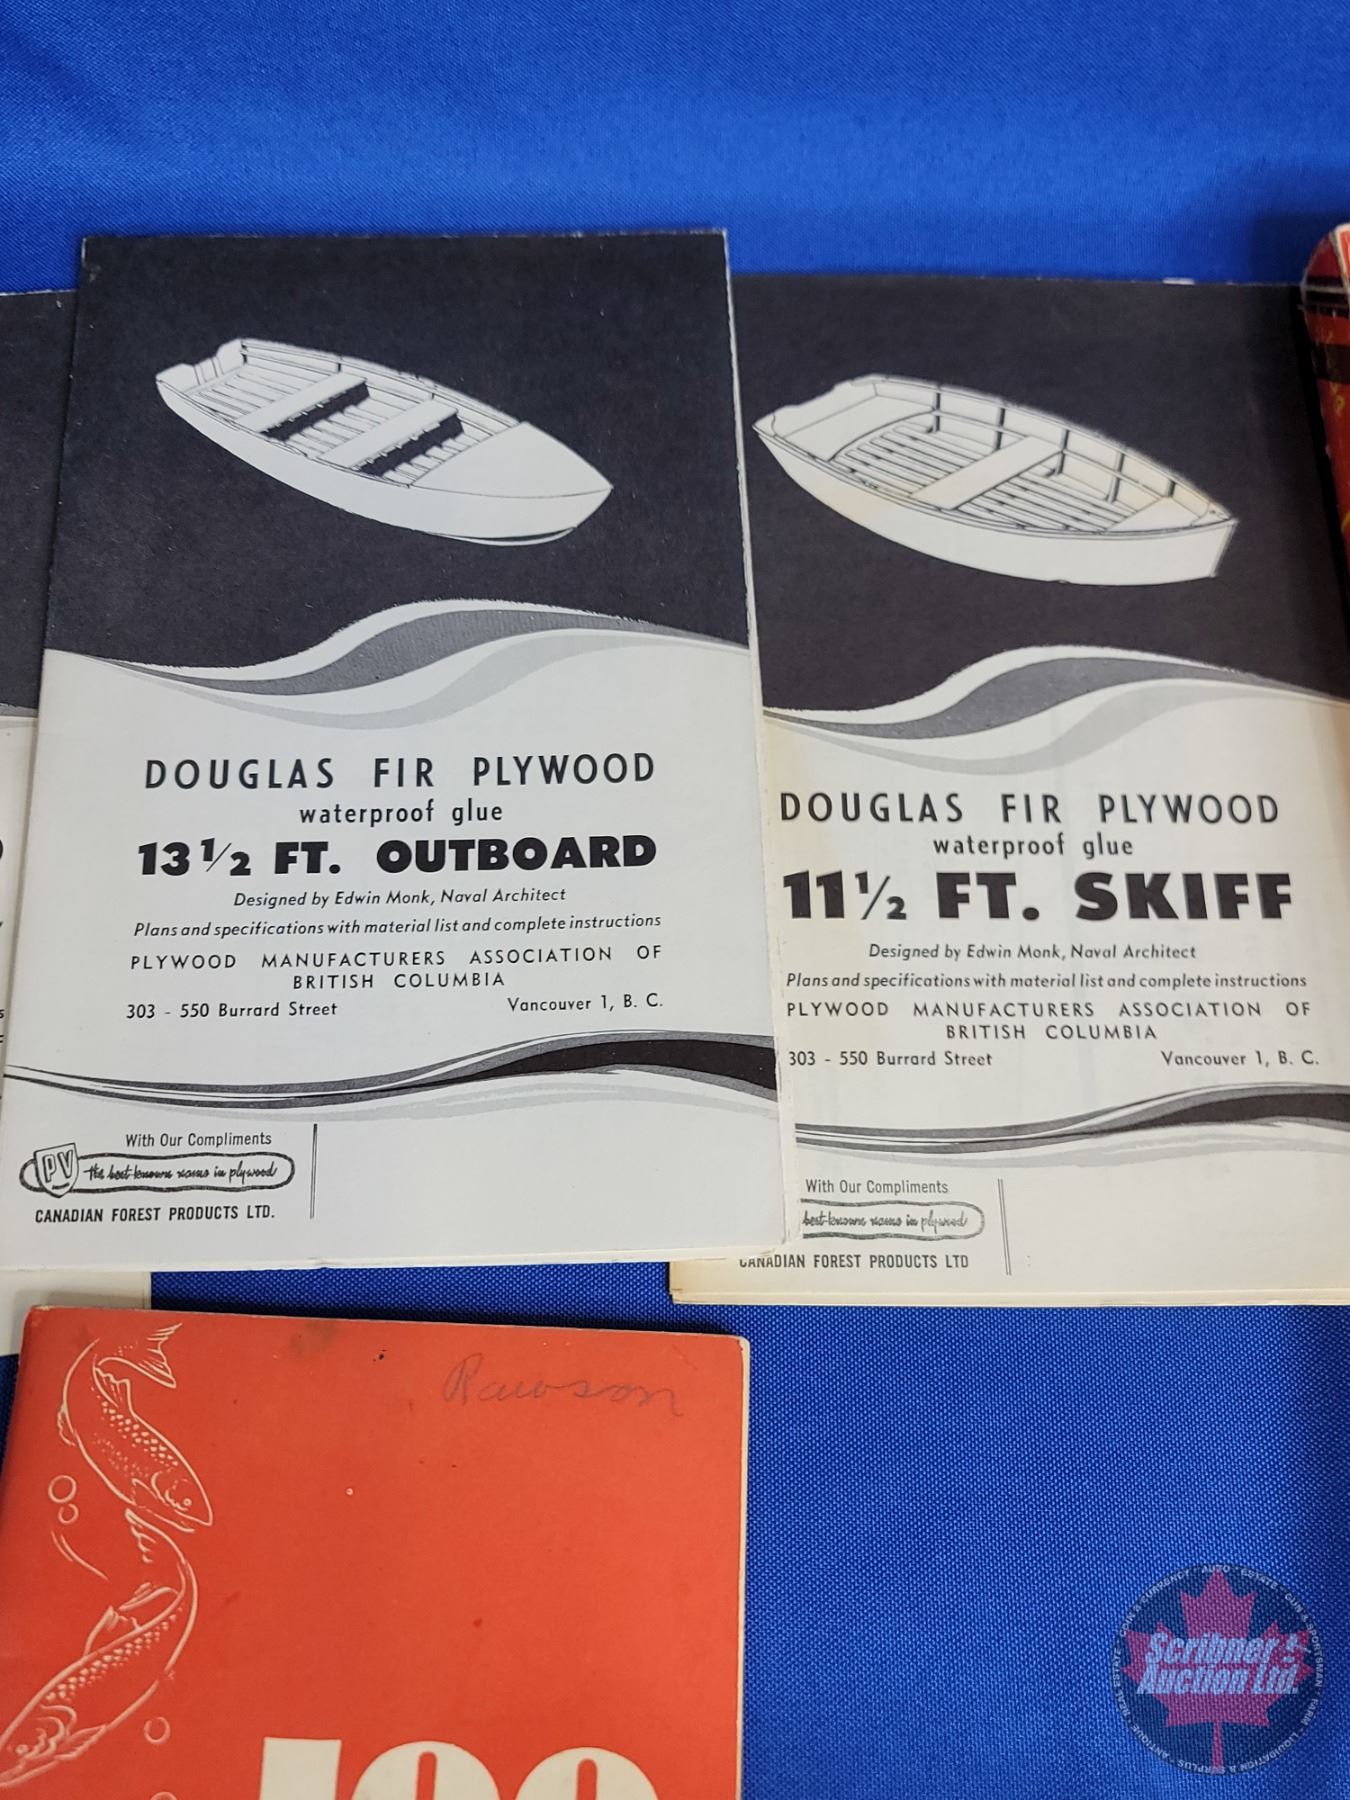 DOUGLAS FIR PLYWOOD
waterproof glue
13 1/2 FT. OUTBOARD
Designed by Edwin Monk, Naval Architect
Plans and specifications with material list and complete instructions
PLYWOOD MANUFACTURERS ASSOCIATION OF
BRITISH COLUMBIA
303 - 550 Burrard Street Vancouver 1, B. C.
With Our Compliments
PV the best-known name in plywood
CANADIAN FOREST PRODUCTS LTD.
DOUGLAS FIR PLYWOOD
waterproof glue
11 1/2 FT. SKIFF
Designed by Edwin Monk, Naval Architect
Plans and specifications with material list and complete instructions
PLYWOOD MANUFACTURERS ASSOCIATION OF
BRITISH COLUMBIA
303 - 550 Burrard Street Vancouver 1, B. C.
With Our Compliments
best-known name in plywood
CANADIAN FOREST PRODUCTS LTD
Rawson
100
Scribner
Auction Ltd.